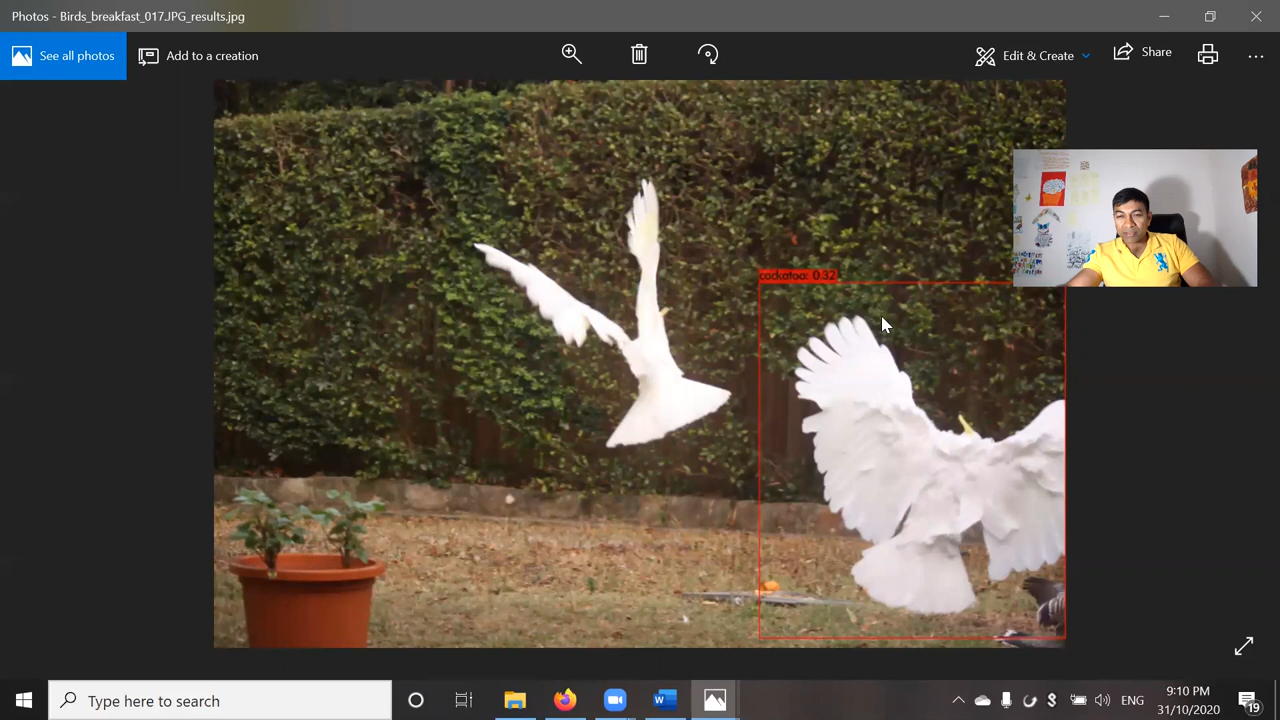 Photos - Birds_breakfast_017.JPG_results.jpg
See all photos
Add to a creation
Edit & Create
Share
cockatoo: 0.32
Type here to search
ENG
9:10 PM
31/10/2020
19